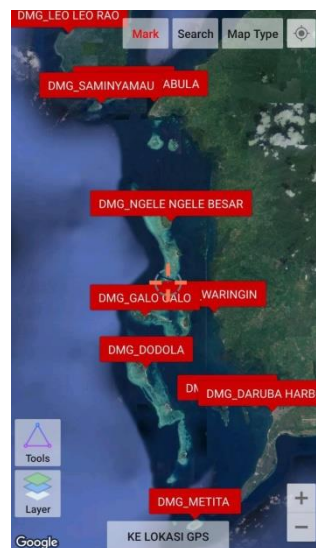 DMG_LEO LEO RAO
Mark
Search
Map Type
DMG_SAMINYAMAU
ABULA
DMG_NGELE NGELE BESAR
DMG_GALO GALO
WARINGIN
DMG_DODOLA
DMG_DARUBA HARB
DMG_METITA
Tools
Layer
+
−
KE LOKASI GPS
Google